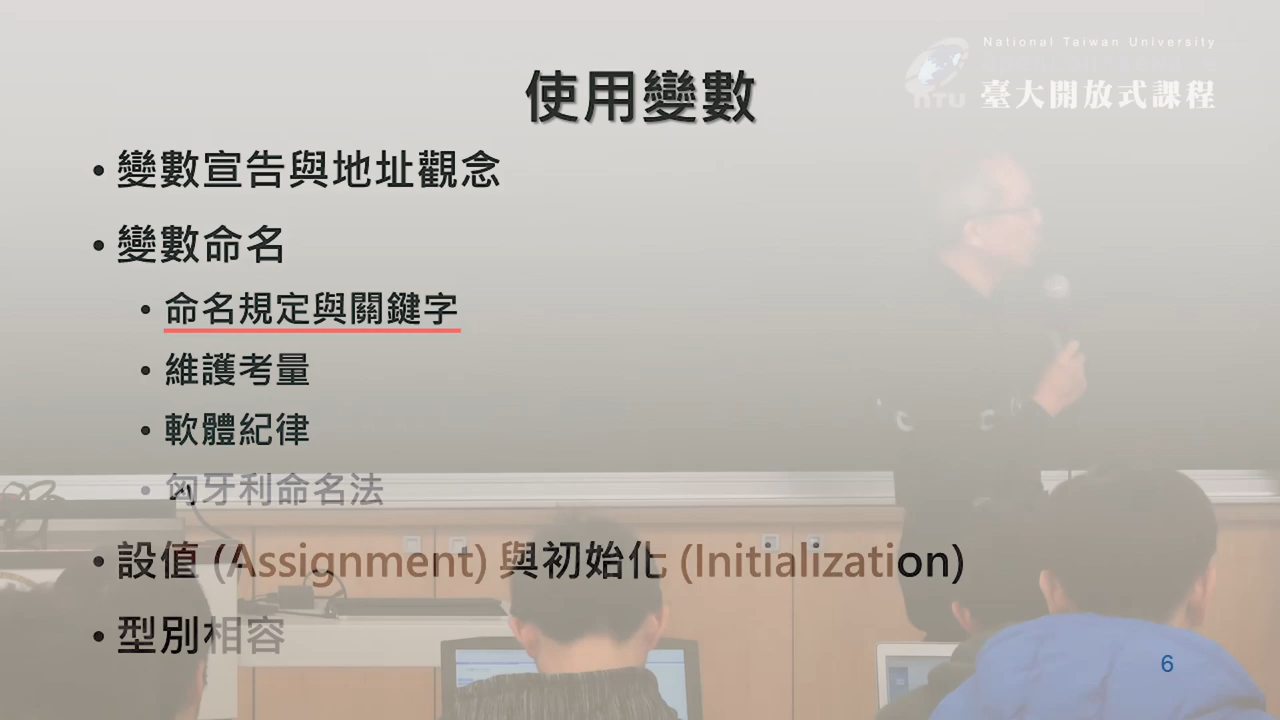 National Taiwan University
臺大開放式課程
NTU
使用變數
• 變數宣告與地址觀念
• 變數命名
• 命名規定與關鍵字
• 維護考量
• 軟體紀律
• 匈牙利命名法
• 設值 (Assignment) 與初始化 (Initialization)
• 型別相容
6